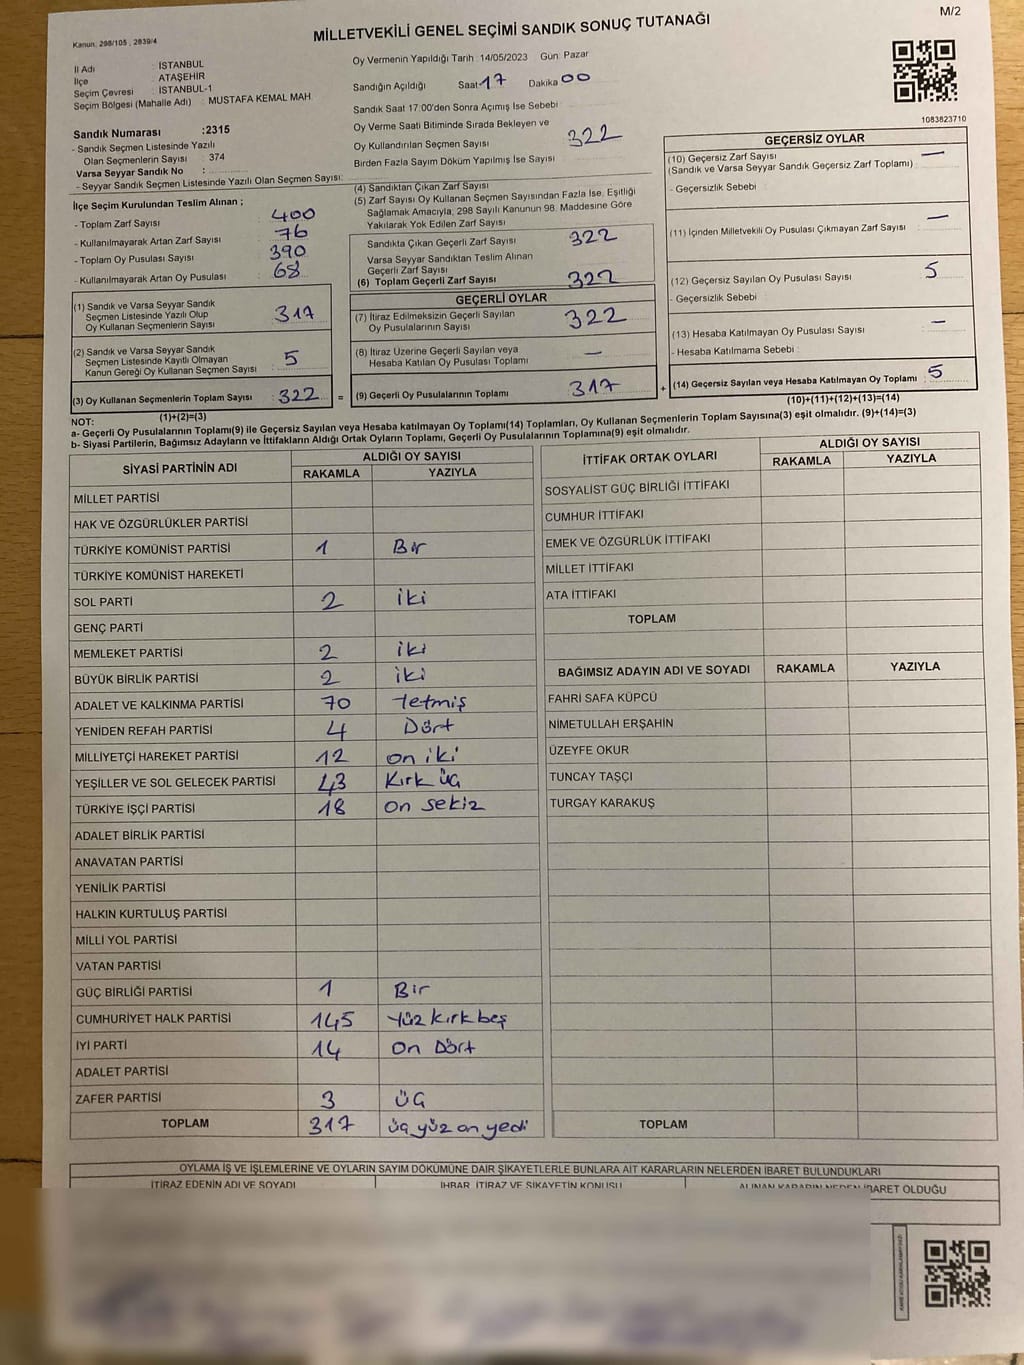 M/2
Kanun, 298/105 , 2839/4
MİLLETVEKİLİ GENEL SEÇİMİ SANDIK SONUÇ TUTANAĞI
İl Adı : İSTANBUL
İlçe : ATAŞEHİR
Seçim Çevresi : İSTANBUL-1
Seçim Bölgesi (Mahalle Adı) : MUSTAFA KEMAL MAH
Sandık Numarası :2315
- Sandık Seçmen Listesinde Yazılı
Olan Seçmenlerin Sayısı : 374
Varsa Seyyar Sandık No :
- Seyyar Sandık Seçmen Listesinde Yazılı Olan Seçmen Sayısı:
Oy Vermenin Yapıldığı Tarih :14/05/2023 Gün: Pazar
Sandığın Açıldığı Saat 17 Dakika 00
Sandık Saat 17:00'den Sonra Açımış İse Sebebi :
Oy Verme Saati Bitiminde Sırada Bekleyen ve
Oy Kullandırılan Seçmen Sayısı : 322
Birden Fazla Sayım Döküm Yapılmış İse Sayısı :
1083823710
İlçe Seçim Kurulundan Teslim Alınan ;
- Toplam Zarf Sayısı : 400
- Kullanılmayarak Artan Zarf Sayısı : 76
- Toplam Oy Pusulası Sayısı : 390
- Kullanılmayarak Artan Oy Pusulası : 68
(1) Sandık ve Varsa Seyyar Sandık
Seçmen Listesinde Yazılı Olup
Oy Kullanan Seçmenlerin Sayısı : 317
(2) Sandık ve Varsa Seyyar Sandık
Seçmen Listesinde Kayıtlı Olmayan
Kanun Gereği Oy Kullanan Seçmen Sayısı : 5
(3) Oy Kullanan Seçmenlerin Toplam Sayısı : 322 =
(1)+(2)=(3)
(4) Sandıktan Çıkan Zarf Sayısı
(5) Zarf Sayısı Oy Kullanan Seçmen Sayısından Fazla İse, Eşitliği
Sağlamak Amacıyla, 298 Sayılı Kanunun 98. Maddesine Göre
Yakılarak Yok Edilen Zarf Sayısı :
Sandıkta Çıkan Geçerli Zarf Sayısı : 322
Varsa Seyyar Sandıktan Teslim Alınan
Geçerli Zarf Sayısı :
(6) Toplam Geçerli Zarf Sayısı : 322
GEÇERLİ OYLAR
(7) İtiraz Edilmeksizin Geçerli Sayılan
Oy Pusulalarının Sayısı : 322
(8) İtiraz Üzerine Geçerli Sayılan veya
Hesaba Katılan Oy Pusulası Toplamı : —
(9) Geçerli Oy Pusulalarının Toplamı : 317 +
GEÇERSİZ OYLAR
(10) Geçersiz Zarf Sayısı : —
(Sandık ve Varsa Seyyar Sandık Geçersiz Zarf Toplamı)
- Geçersizlik Sebebi :
(11) İçinden Milletvekili Oy Pusulası Çıkmayan Zarf Sayısı : —
(12) Geçersiz Sayılan Oy Pusulası Sayısı : 5
- Geçersizlik Sebebi :
(13) Hesaba Katılmayan Oy Pusulası Sayısı : —
- Hesaba Katılmama Sebebi :
(14) Geçersiz Sayılan veya Hesaba Katılmayan Oy Toplamı : 5
(10)+(11)+(12)+(13)=(14)
NOT:
a- Geçerli Oy Pusulalarının Toplamı(9) ile Geçersiz Sayılan veya Hesaba Katılmayan Oy Toplamı(14) Toplamları, Oy Kullanan Seçmenlerin Toplam Sayısına(3) eşit olmalıdır. (9)+(14)=(3)
b- Siyasi Partilerin, Bağımsız Adayların ve İttifakların Aldığı Ortak Oyların Toplamı, Geçerli Oy Pusulalarının Toplamına(9) eşit olmalıdır.
SİYASİ PARTİNİN ADI ALDIĞI OY SAYISI
RAKAMLA YAZIYLA
MİLLET PARTİSİ
HAK VE ÖZGÜRLÜKLER PARTİSİ
TÜRKİYE KOMÜNİST PARTİSİ 1 Bir
TÜRKİYE KOMÜNİST HAREKETİ
SOL PARTİ 2 iki
GENÇ PARTİ
MEMLEKET PARTİSİ 2 iki
BÜYÜK BİRLİK PARTİSİ 2 iki
ADALET VE KALKINMA PARTİSİ 70 Yetmiş
YENİDEN REFAH PARTİSİ 4 Dört
MİLLİYETÇİ HAREKET PARTİSİ 12 on iki
YEŞİLLER VE SOL GELECEK PARTİSİ 43 Kırk üç
TÜRKİYE İŞÇİ PARTİSİ 18 on sekiz
ADALET BİRLİK PARTİSİ
ANAVATAN PARTİSİ
YENİLİK PARTİSİ
HALKIN KURTULUŞ PARTİSİ
MİLLİ YOL PARTİSİ
VATAN PARTİSİ
GÜÇ BİRLİĞİ PARTİSİ 1 Bir
CUMHURİYET HALK PARTİSİ 145 Yüz kırk beş
İYİ PARTİ 14 On Dört
ADALET PARTİSİ
ZAFER PARTİSİ 3 üç
TOPLAM 317 üç yüz on yedi
İTTİFAK ORTAK OYLARI ALDIĞI OY SAYISI
RAKAMLA YAZIYLA
SOSYALİST GÜÇ BİRLİĞİ İTTİFAKI
CUMHUR İTTİFAKI
EMEK VE ÖZGÜRLÜK İTTİFAKI
MİLLET İTTİFAKI
ATA İTTİFAKI
TOPLAM
BAĞIMSIZ ADAYIN ADI VE SOYADI RAKAMLA YAZIYLA
FAHRİ SAFA KÜPCÜ
NİMETULLAH ERŞAHİN
ÜZEYFE OKUR
TUNCAY TAŞÇI
TURGAY KARAKUŞ
TOPLAM
OYLAMA İŞ VE İŞLEMLERİNE VE OYLARIN SAYIM DÖKÜMÜNE DAİR ŞİKAYETLERLE BUNLARA AİT KARARLARIN NELERDEN İBARET BULUNDUKLARI
İTİRAZ EDENİN ADI VE SOYADI İHBAR, İTİRAZ VE ŞİKAYETİN KONUSU ALINAN KARARIN NEDEN İBARET OLDUĞU